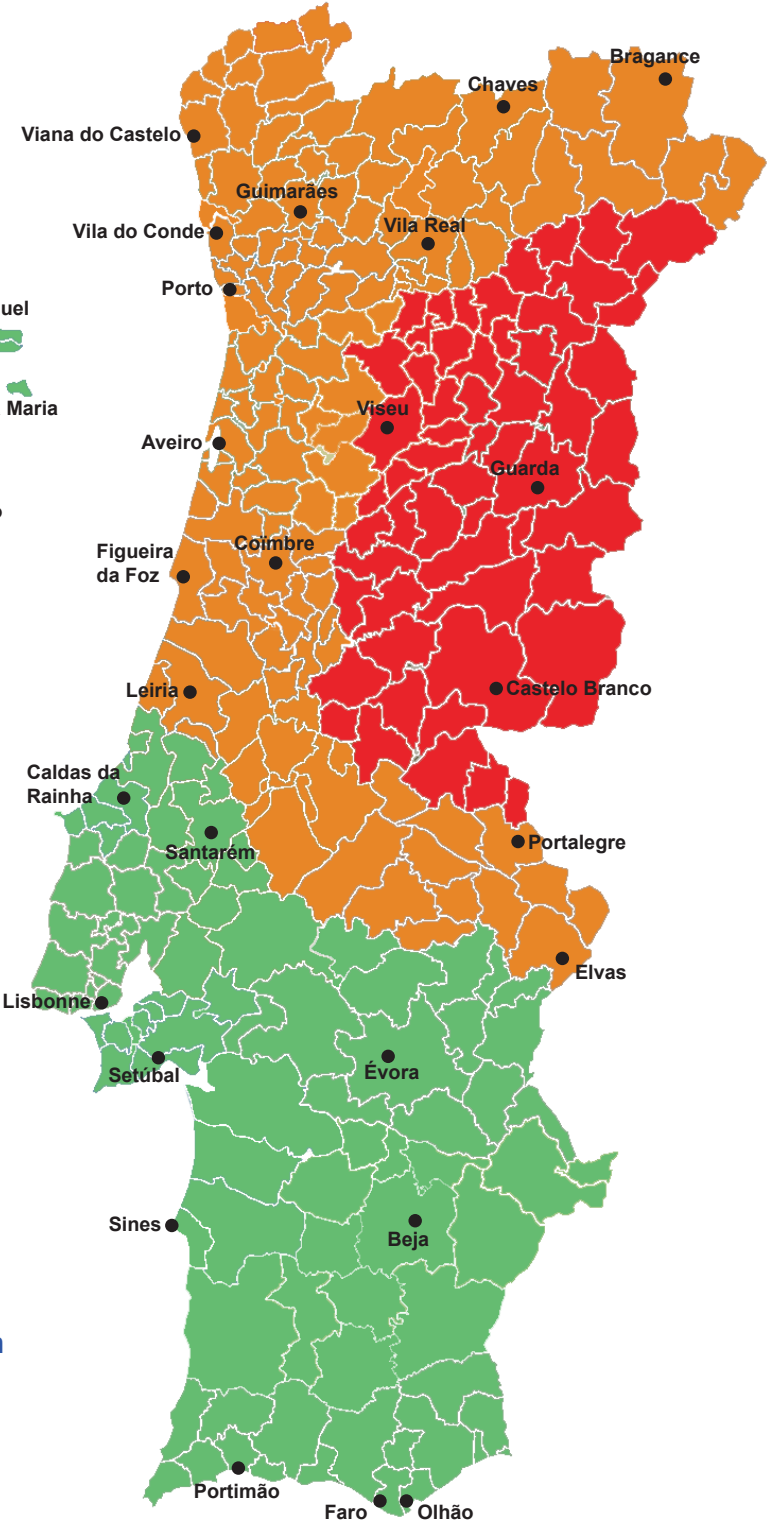 Bragance
Chaves
Viana do Castelo
Guimarães
Vila Real
Vila do Conde
Porto
uel
Maria
Viseu
Aveiro
Guarda
Coïmbre
Figueira
da Foz
Leiria
Castelo Branco
Caldas da
Rainha
Santarém
Portalegre
Elvas
Lisbonne
Setúbal
Évora
Sines
Beja
Portimão
Faro
Olhão